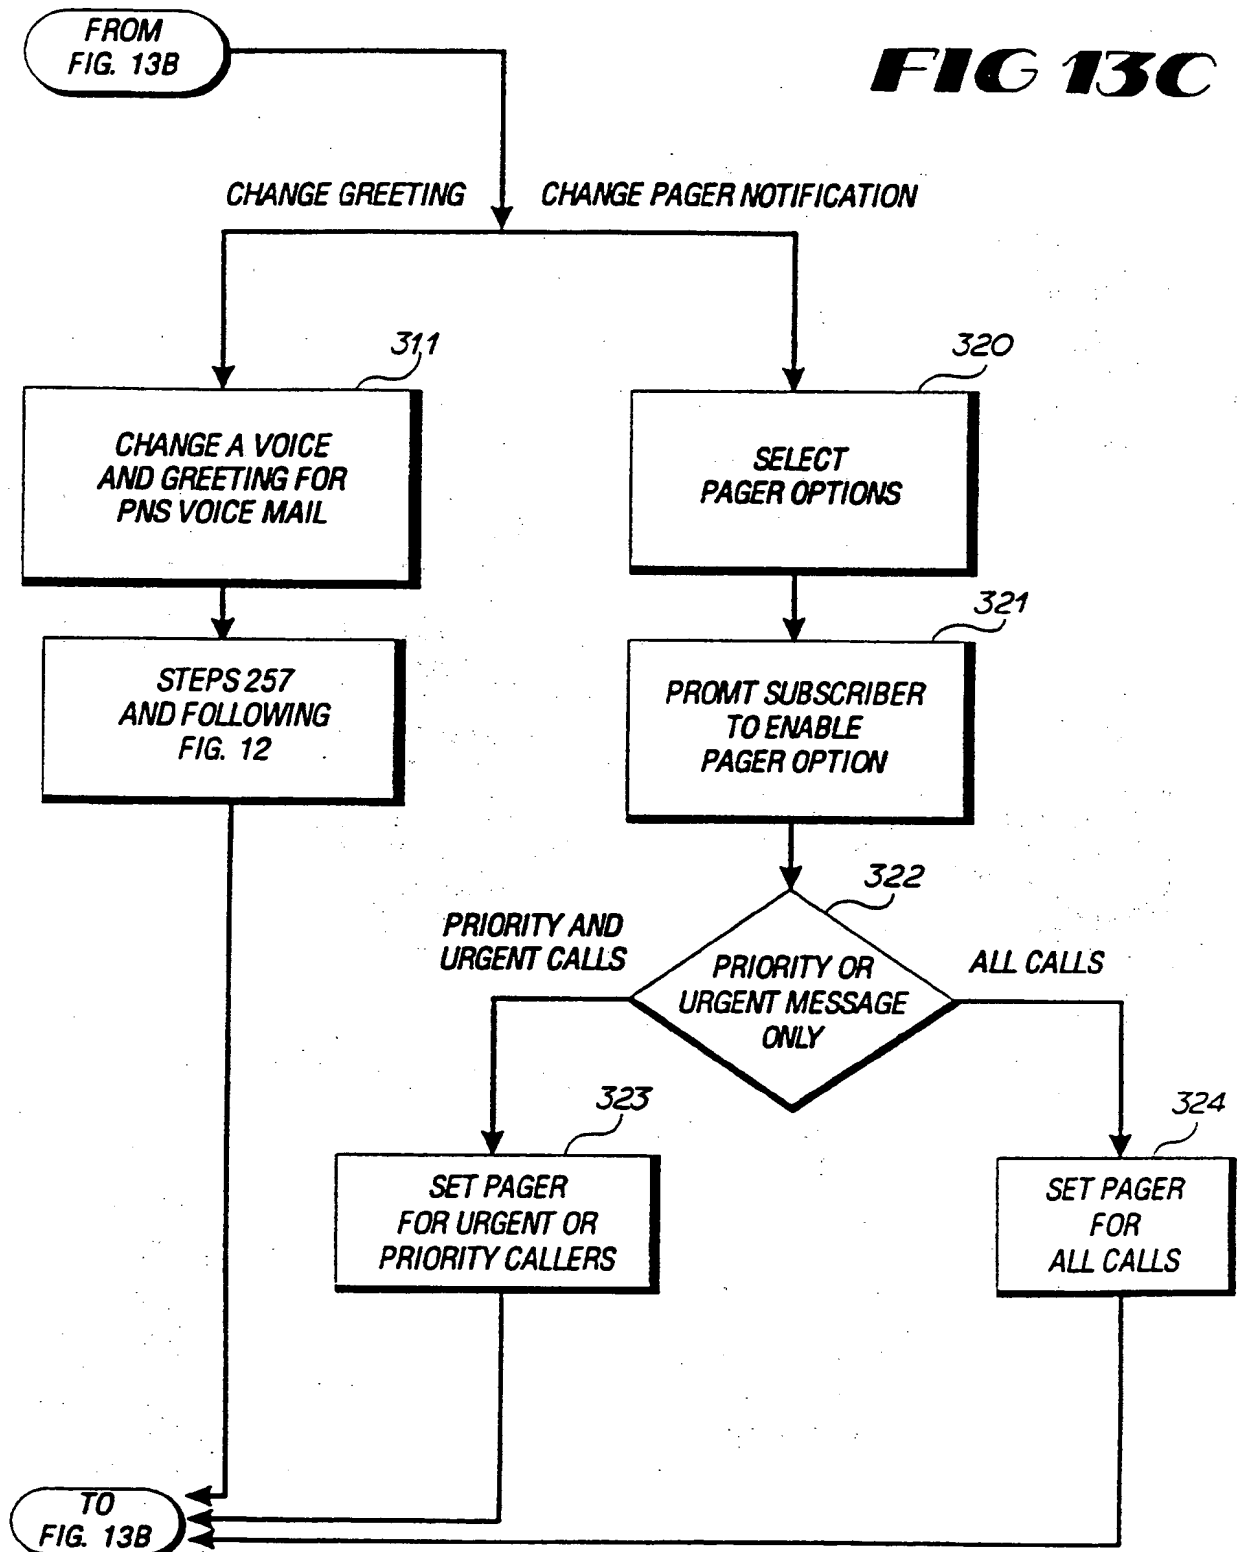 FROM
FIG. 13B
FIG 13C
CHANGE GREETING
CHANGE PAGER NOTIFICATION
311
320
CHANGE A VOICE
AND GREETING FOR
PNS VOICE MAIL
SELECT
PAGER OPTIONS
321
STEPS 257
AND FOLLOWING
FIG. 12
PROMT SUBSCRIBER
TO ENABLE
PAGER OPTION
322
PRIORITY AND
URGENT CALLS
PRIORITY OR
URGENT MESSAGE
ONLY
ALL CALLS
323
324
SET PAGER
FOR URGENT OR
PRIORITY CALLERS
SET PAGER
FOR
ALL CALLS
TO
FIG. 13B